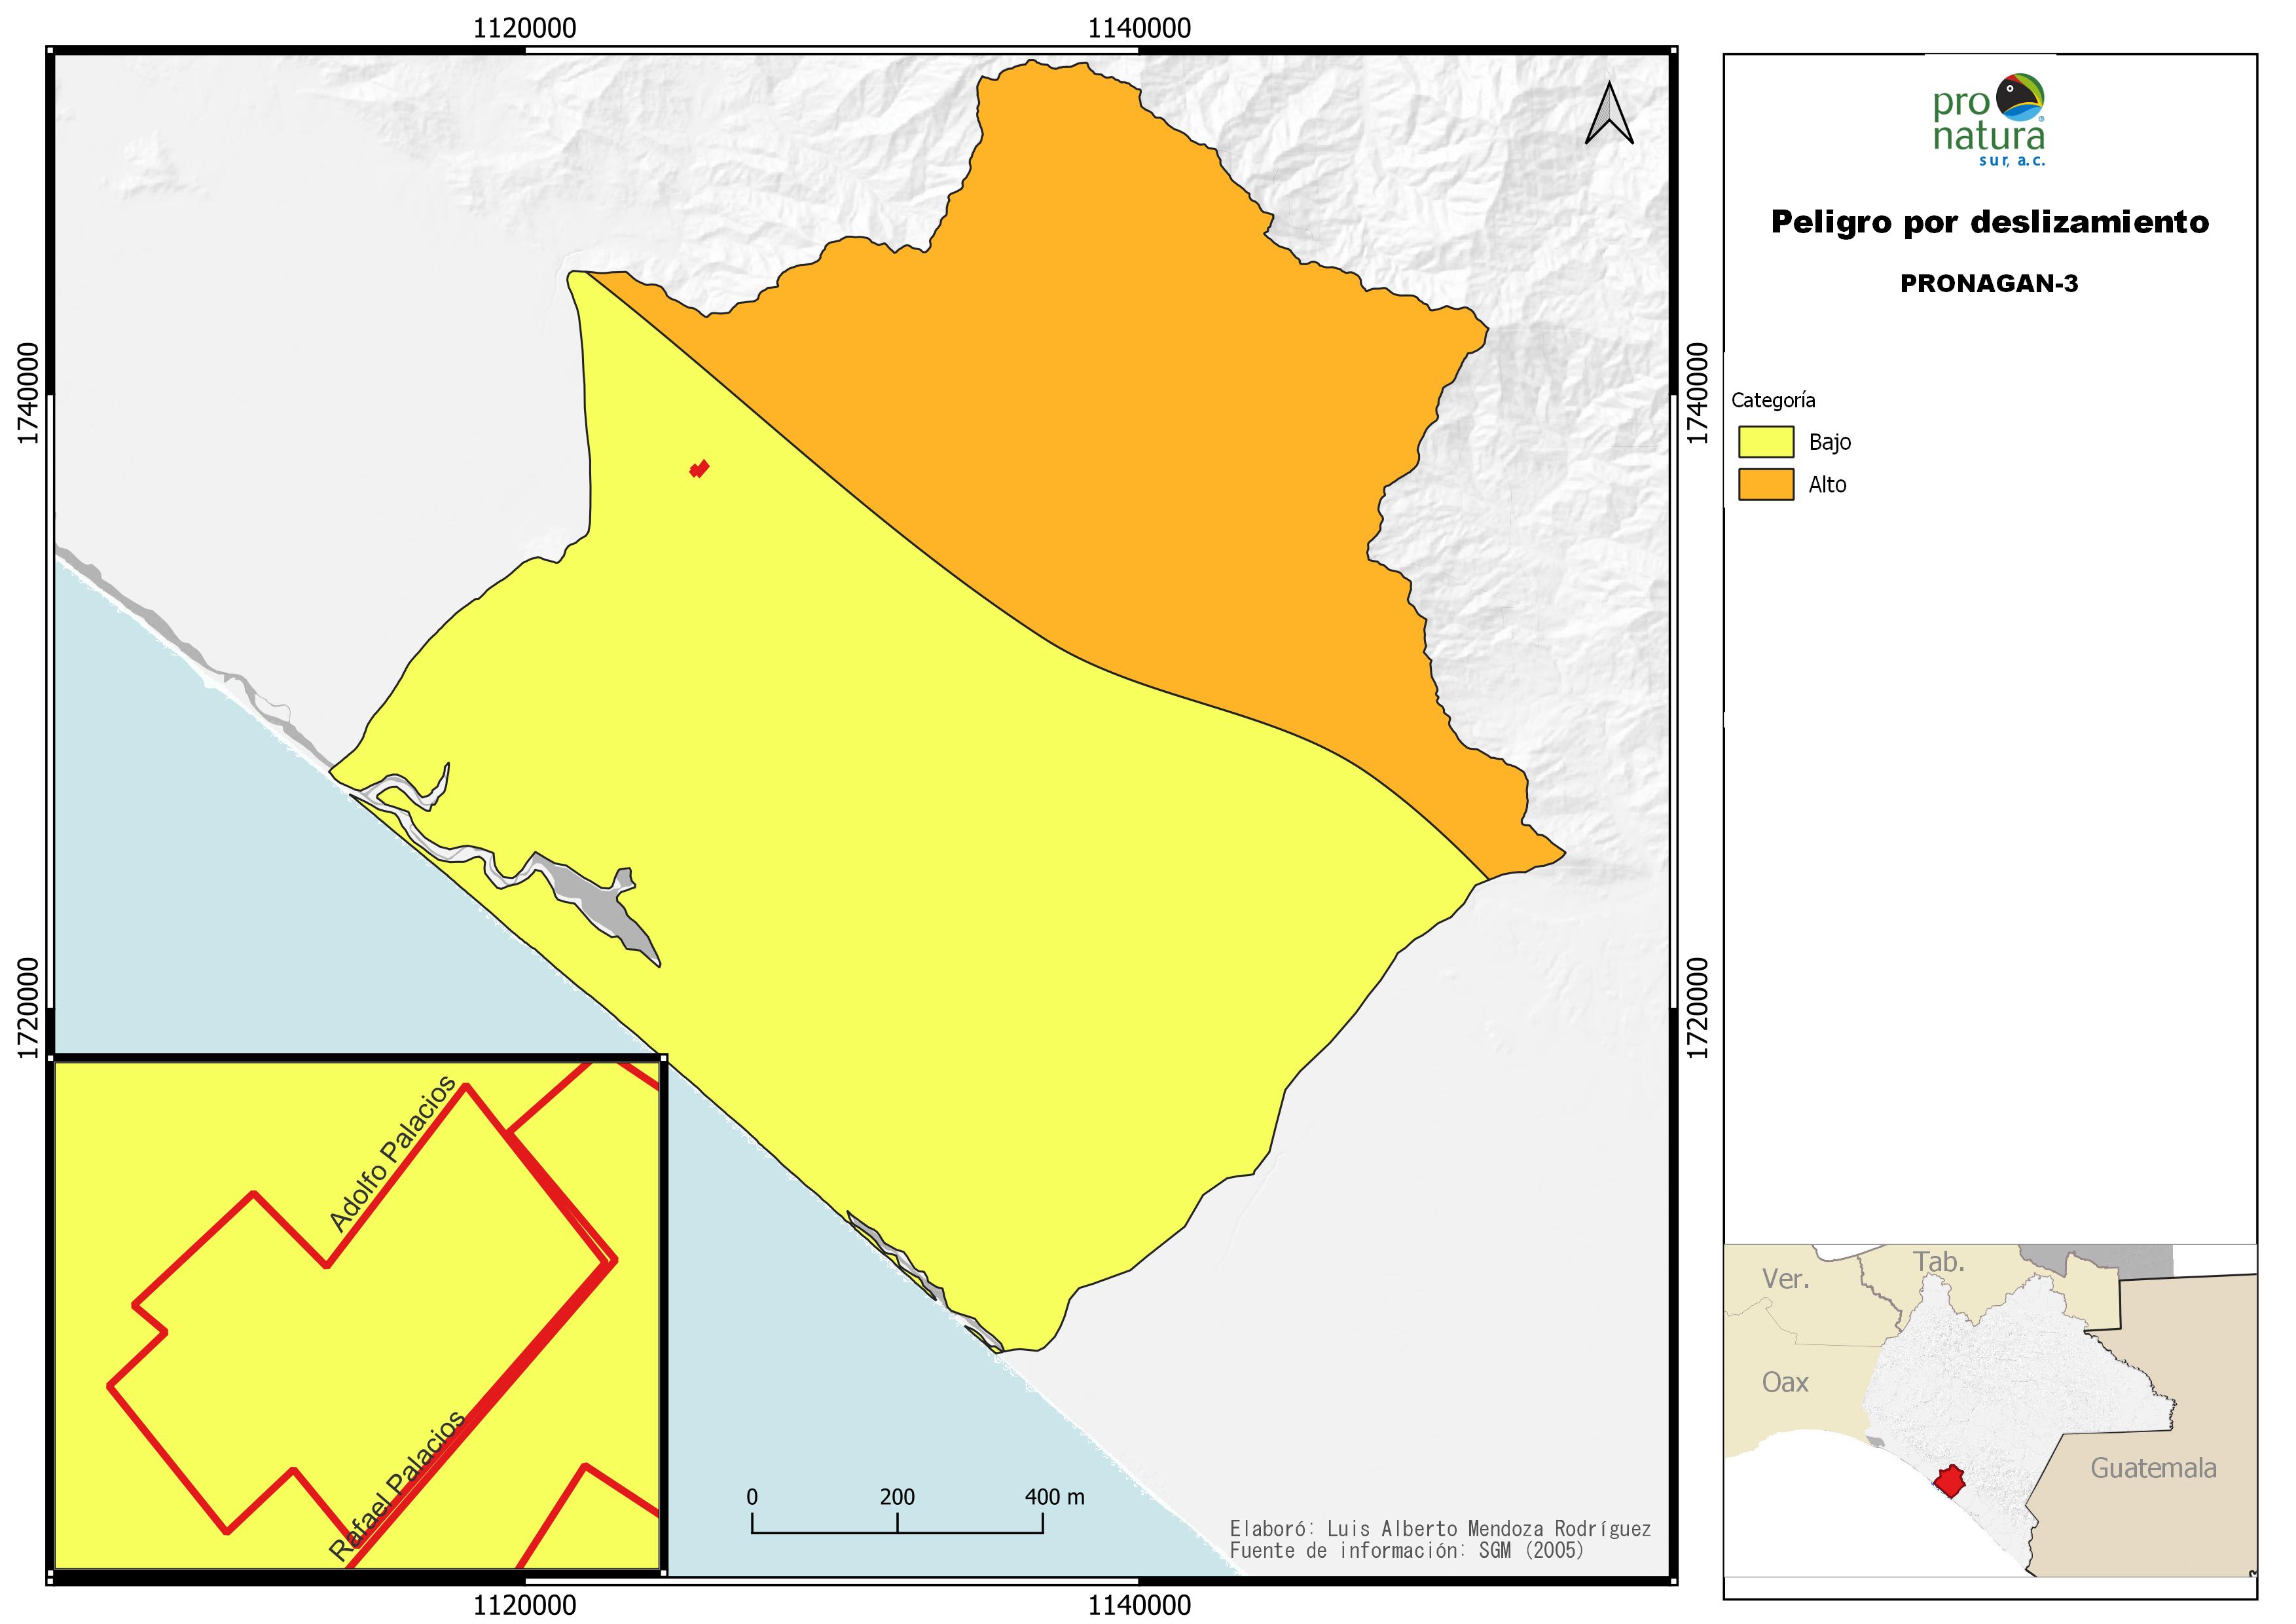 1120000
1140000
1740000
1740000
1720000
1720000
1120000
1140000
Adolfo Palacios
Rafael Palacios
0
200
400 m
Elaboró: Luis Alberto Mendoza Rodríguez
Fuente de información: SGM (2005)
pro
natura
®
sur, a.c.
Peligro por deslizamiento
PRONAGAN-3
Categoría
Bajo
Alto
Ver.
Tab.
Oax
Guatemala